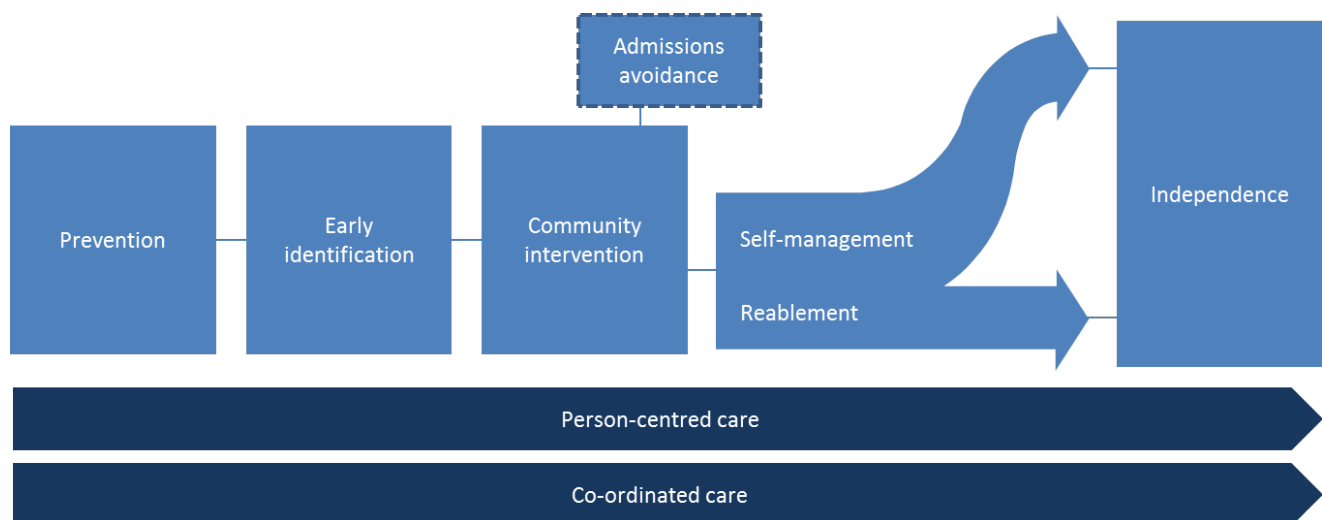 Admissions
avoidance
Prevention
Early
identification
Community
intervention
Self-management
Reablement
Independence
Person-centred care
Co-ordinated care